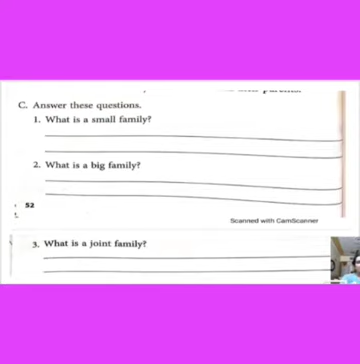 C. Answer these questions.
1. What is a small family?
2. What is a big family?
52
Scanned with CamScanner
3. What is a joint family?